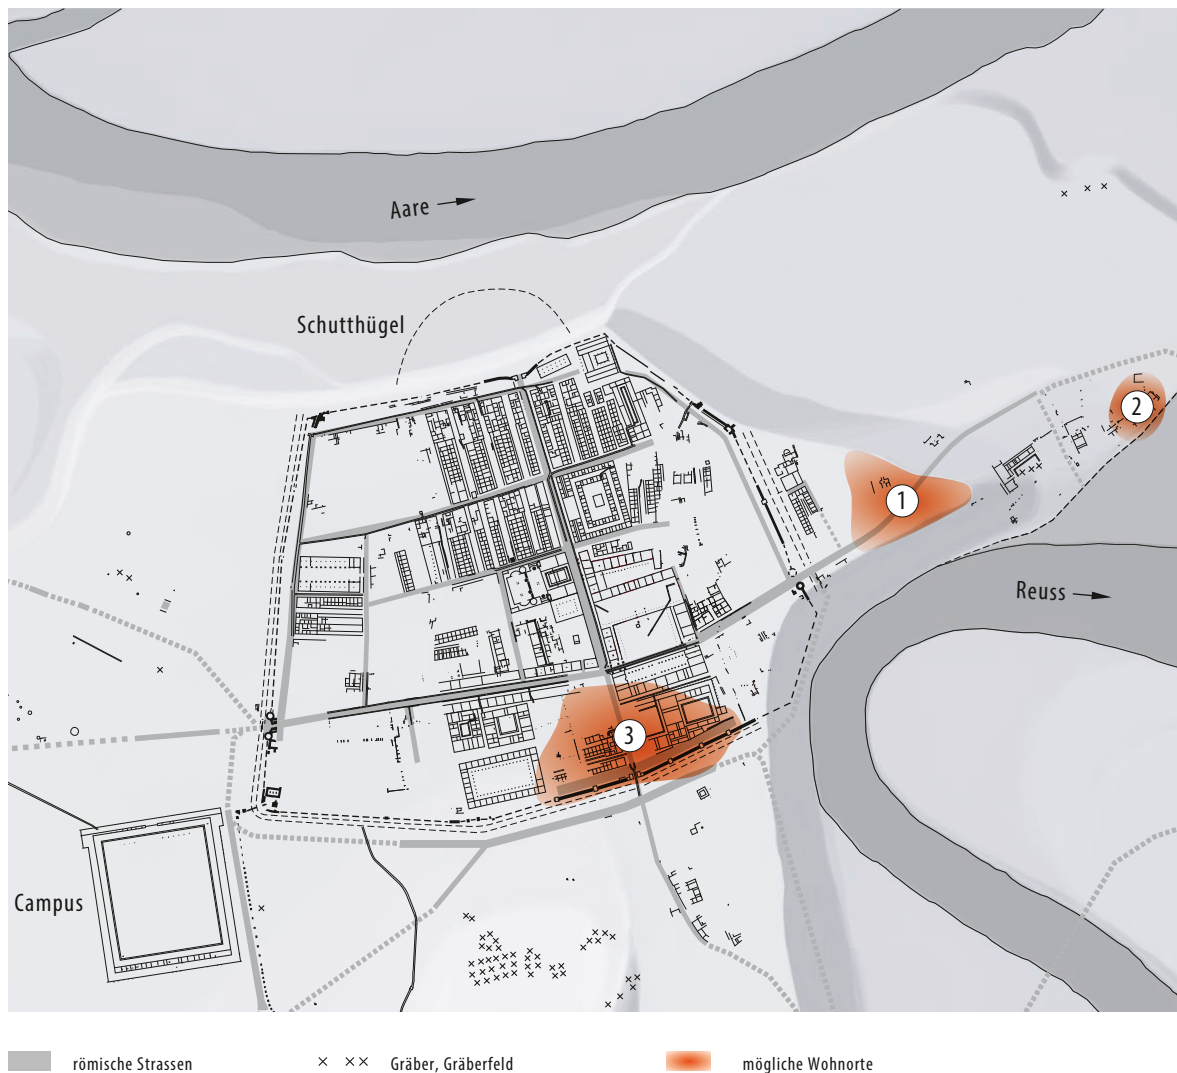 Aare
Schutthügel
2
1
Reuss
3
Campus
römische Strassen
Gräber, Gräberfeld
mögliche Wohnorte